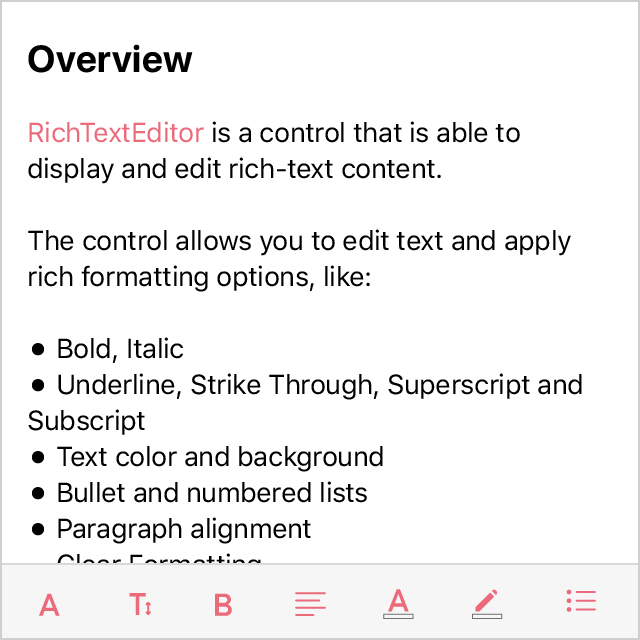 Overview
RichTextEditor is a control that is able to
display and edit rich-text content.
The control allows you to edit text and apply
rich formatting options, like:
● Bold, Italic
● Underline, Strike Through, Superscript and
Subscript
● Text color and background
● Bullet and numbered lists
● Paragraph alignment
Clear Formatting
A T B A